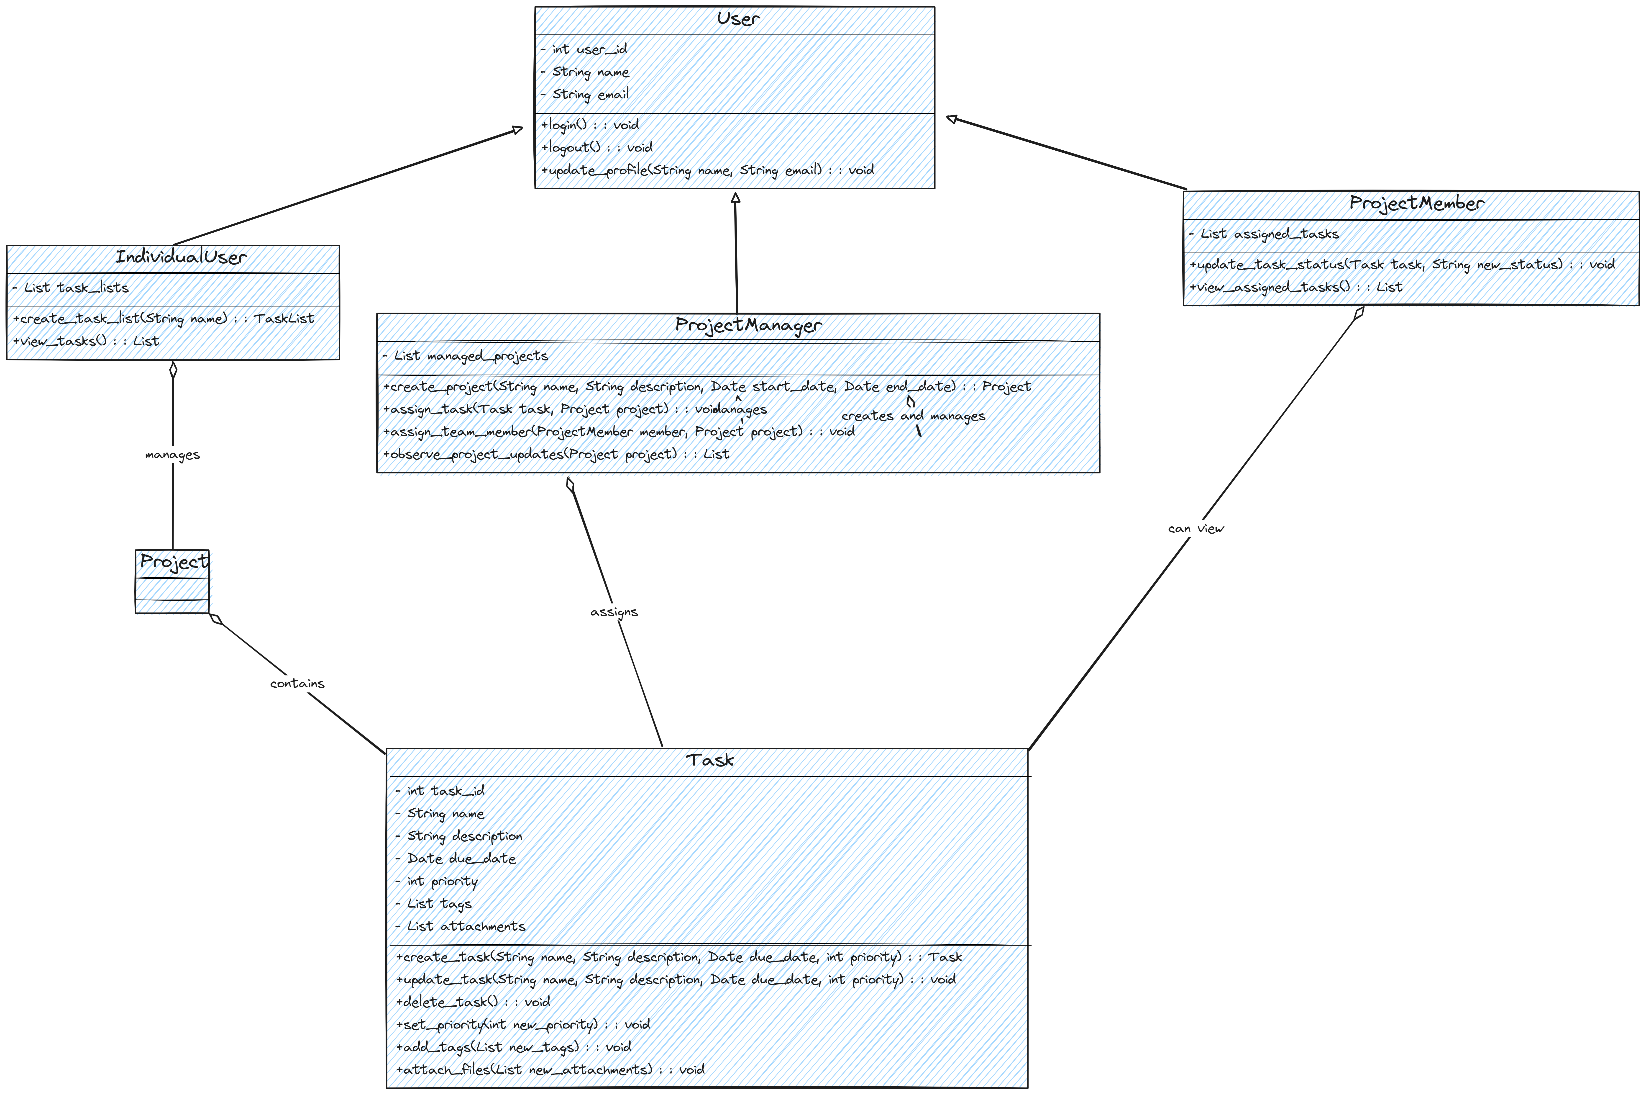 User
- int user_id
- String name
- String email
+login() : : void
+logout() : : void
+update_profile(String name, String email) : : void
ProjectMember
- List assigned_tasks
+update_task_status(Task task, String new_status) : : void
+view_assigned_tasks() : : List
IndividualUser
- List task_lists
+create_task_list(String name) : : TaskList
+view_tasks() : : List
ProjectManager
- List managed_projects
+create_project(String name, String description, Date start_date, Date end_date) : : Project
+assign_task(Task task, Project project) : : void
creates and manages
+assign_team_member(ProjectMember member, Project project) : : void
+observe_project_updates(Project project) : : List
manages
can view
Project
assigns
contains
Task
- int task_id
- String name
- String description
- Date due_date
- int priority
- List tags
- List attachments
+create_task(String name, String description, Date due_date, int priority) : : Task
+update_task(String name, String description, Date due_date, int priority) : : void
+delete_task() : : void
+set_priority(int new_priority) : : void
+add_tags(List new_tags) : : void
+attach_files(List new_attachments) : : void